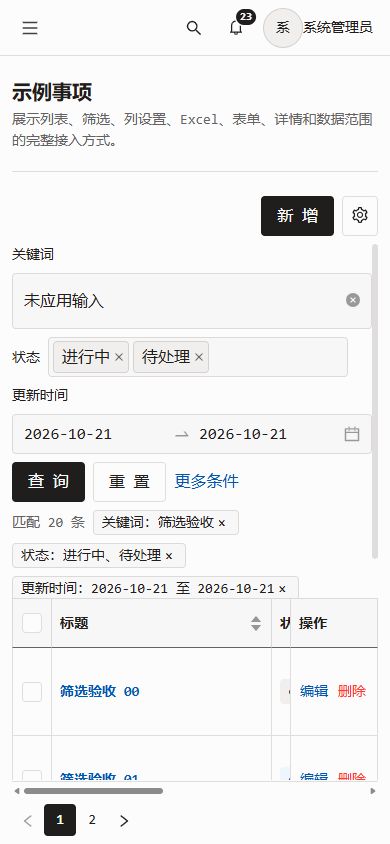 23
系 系统管理员
示例事项
展示列表、筛选、列设置、Excel、表单、详情和数据范围
的完整接入方式。
新 增
关键词
未应用输入
状态 进行中 × 待处理 ×
更新时间
2026-10-21 → 2026-10-21
查 询 重 置 更多条件
匹配 20 条 关键词: 筛选验收 ×
状态: 进行中、待处理 ×
更新时间: 2026-10-21 至 2026-10-21 ×
标题 操作
筛选验收 00 编辑 删除
筛选验收 01 编辑 删除
< 1 2 >